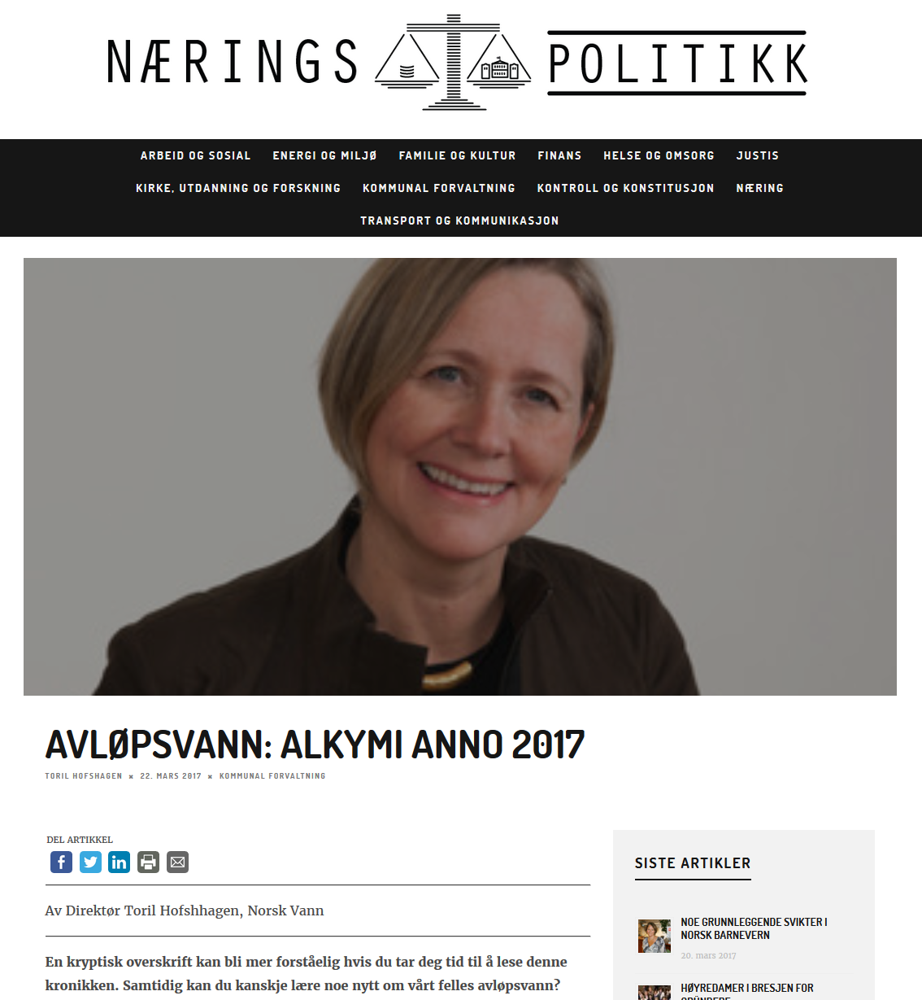 NÆRINGS POLITIKK
ARBEID OG SOSIAL ENERGI OG MILJØ FAMILIE OG KULTUR FINANS HELSE OG OMSORG JUSTIS
KIRKE, UTDANNING OG FORSKNING KOMMUNAL FORVALTNING KONTROLL OG KONSTITUSJON NÆRING
TRANSPORT OG KOMMUNIKASJON
AVLØPSVANN: ALKYMI ANNO 2017
TORIL HOFSHAGEN × 22. MARS 2017 × KOMMUNAL FORVALTNING
DEL ARTIKKEL
Av Direktør Toril Hofshhagen, Norsk Vann
En kryptisk overskrift kan bli mer forståelig hvis du tar deg tid til å lese denne
kronikken. Samtidig kan du kanskje lære noe nytt om vårt felles avløpsvann?
SISTE ARTIKLER
NOE GRUNNLEGGENDE SVIKTER I
NORSK BARNEVERN
20. mars 2017
HØYREDAMER I BRESJEN FOR
GRÜNDERE